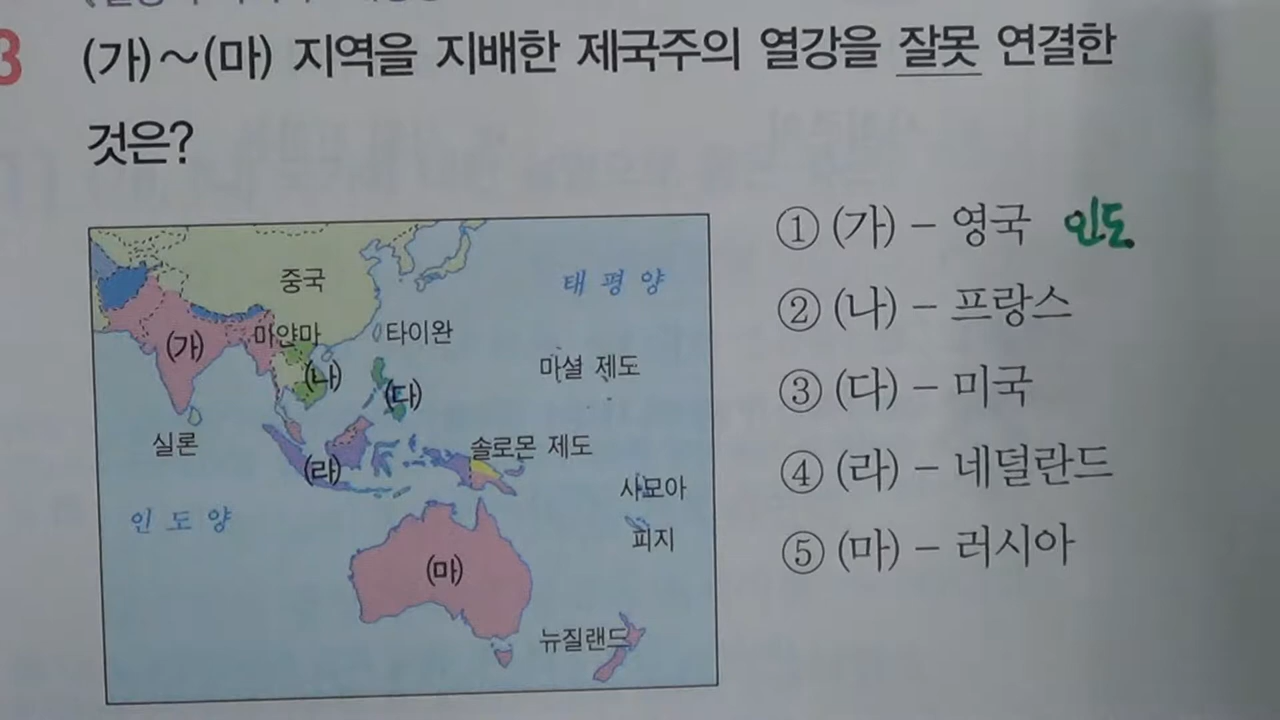 3 (가)~(마) 지역을 지배한 제국주의 열강을 잘못 연결한
것은?
중국
태 평 양
(가)
마얀마
타이완
(나)
(다)
마셜 제도
실론
(라)
솔로몬 제도
사모아
인 도 양
피지
(마)
뉴질랜드
① (가) – 영국 인도
② (나) – 프랑스
③ (다) – 미국
④ (라) – 네덜란드
⑤ (마) – 러시아